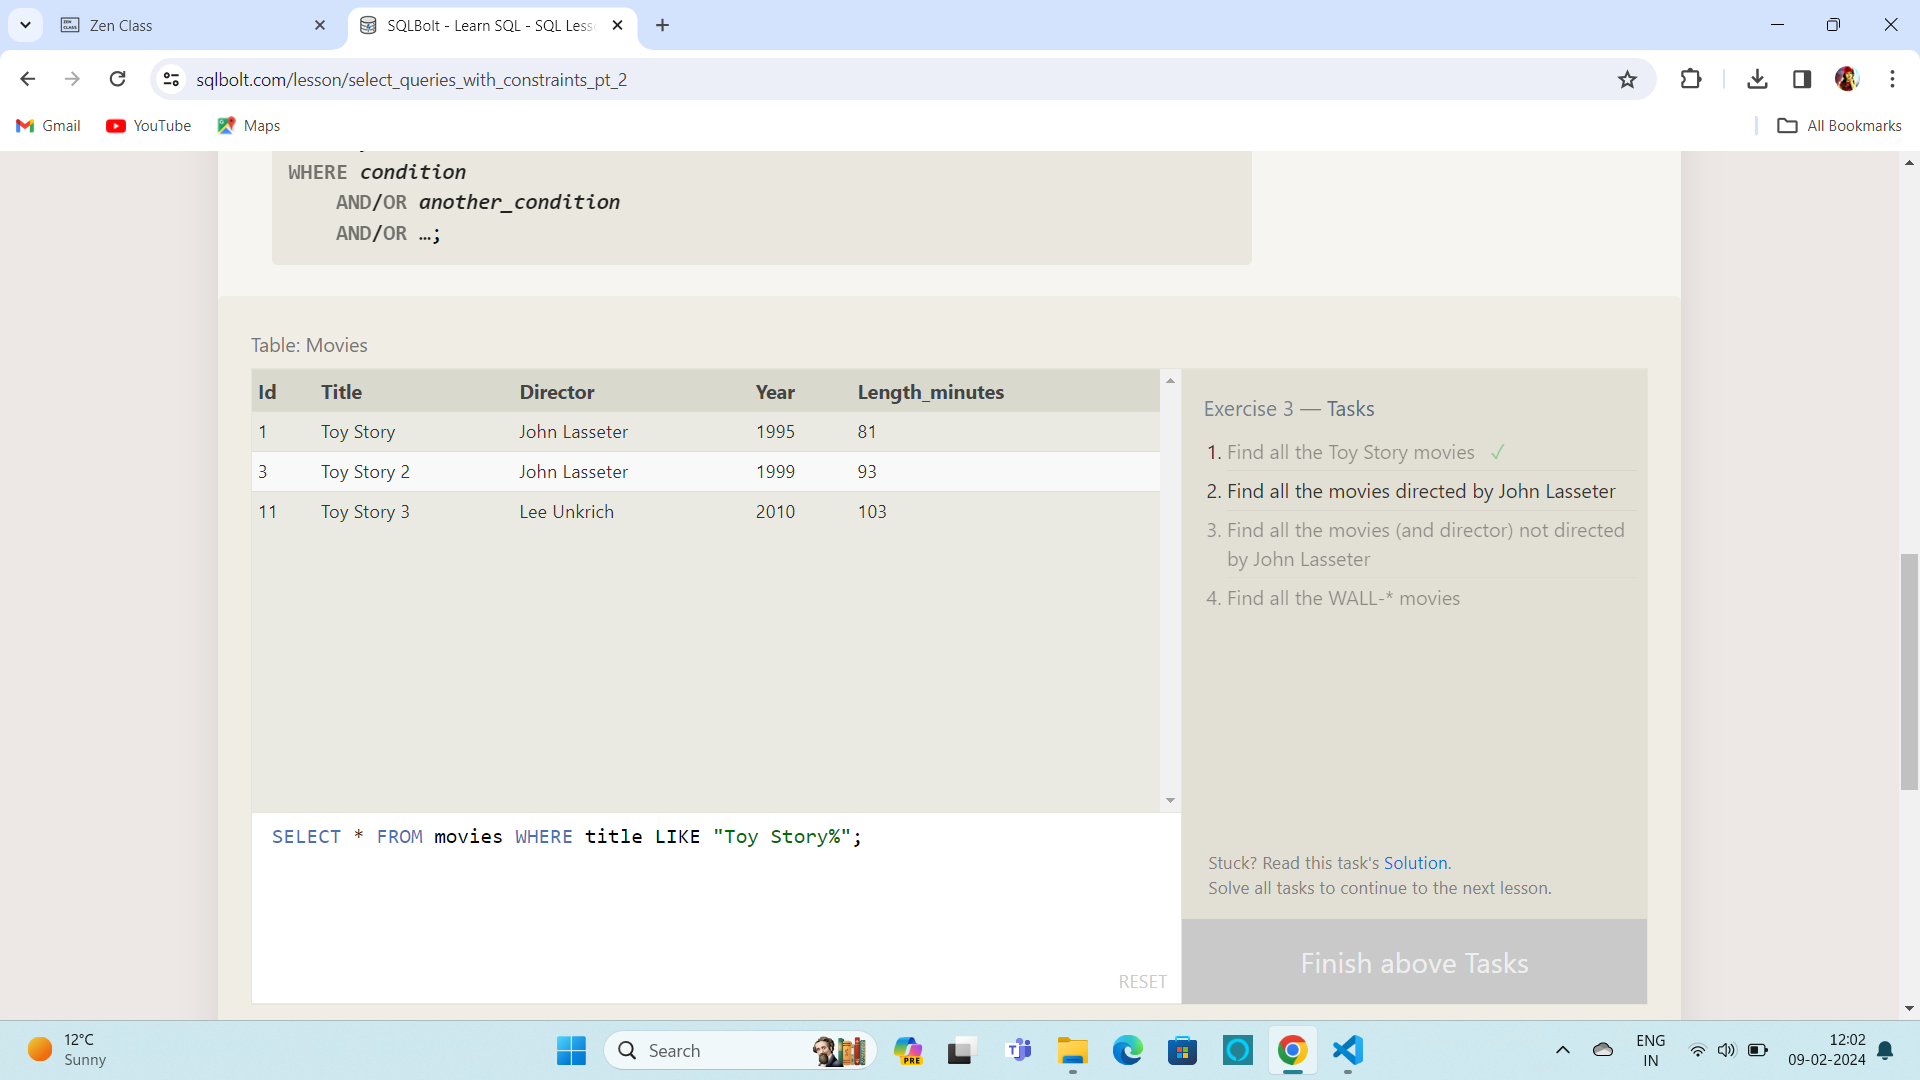 Zen Class
SQLBolt - Learn SQL - SQL Less
sqlbolt.com/lesson/select_queries_with_constraints_pt_2
Gmail
YouTube
Maps
All Bookmarks
WHERE condition
AND/OR another_condition
AND/OR …;
Table: Movies
Id Title Director Year Length_minutes
1 Toy Story John Lasseter 1995 81
3 Toy Story 2 John Lasseter 1999 93
11 Toy Story 3 Lee Unkrich 2010 103
Exercise 3 — Tasks
1. Find all the Toy Story movies ✓
2. Find all the movies directed by John Lasseter
3. Find all the movies (and director) not directed
by John Lasseter
4. Find all the WALL-* movies
SELECT * FROM movies WHERE title LIKE "Toy Story%";
RESET
Stuck? Read this task's Solution.
Solve all tasks to continue to the next lesson.
Finish above Tasks
12°C
Sunny
Search
PRE
ENG
IN
12:02
09-02-2024